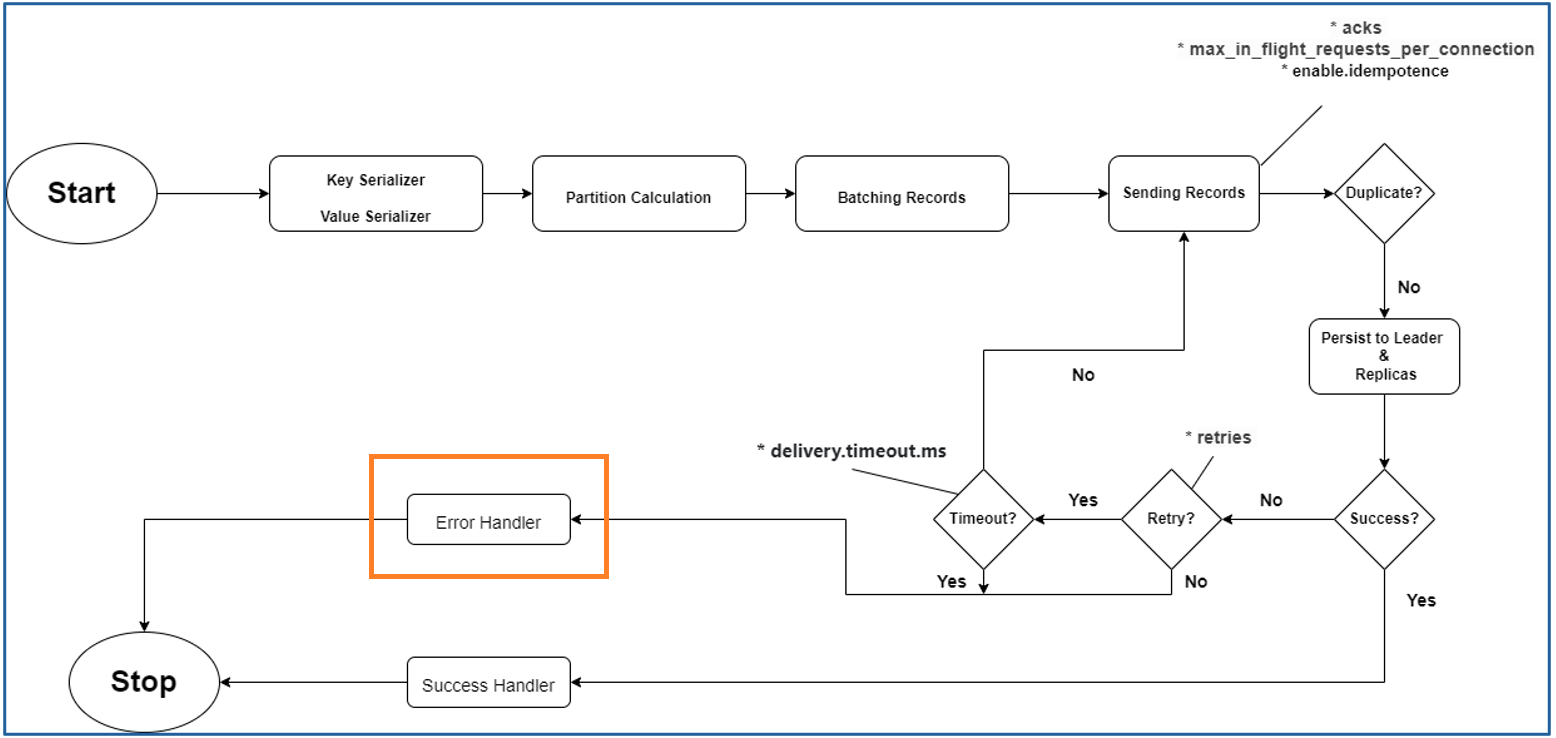 * acks
* max_in_flight_requests_per_connection
* enable.idempotence
Start
Key Serializer
Value Serializer
Partition Calculation
Batching Records
Sending Records
Duplicate?
No
Persist to Leader
&
Replicas
No
* retries
* delivery.timeout.ms
Timeout?
Yes
Retry?
No
Success?
Error Handler
Yes
No
Yes
Stop
Success Handler